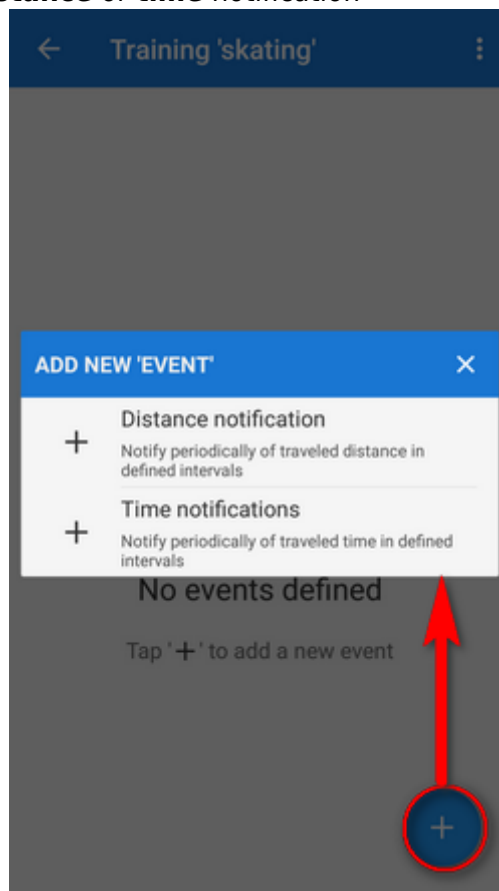 or time notification
Training 'skating'
ADD NEW 'EVENT'
Distance notification
Notify periodically of traveled distance in
defined intervals
Time notifications
Notify periodically of traveled time in defined
intervals
No events defined
Tap '+' to add a new event